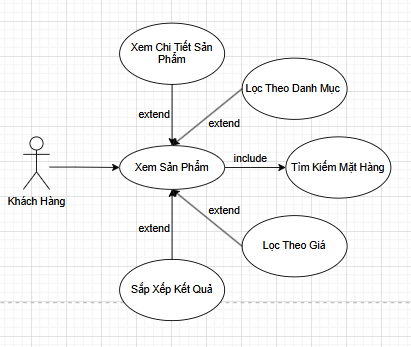 Xem Chi Tiết Sản
Phẩm
Lọc Theo Danh Mục
extend
extend
Xem Sản Phẩm
include
Tìm Kiếm Mặt Hàng
Khách Hàng
extend
extend
Lọc Theo Giá
Sắp Xếp Kết Quả